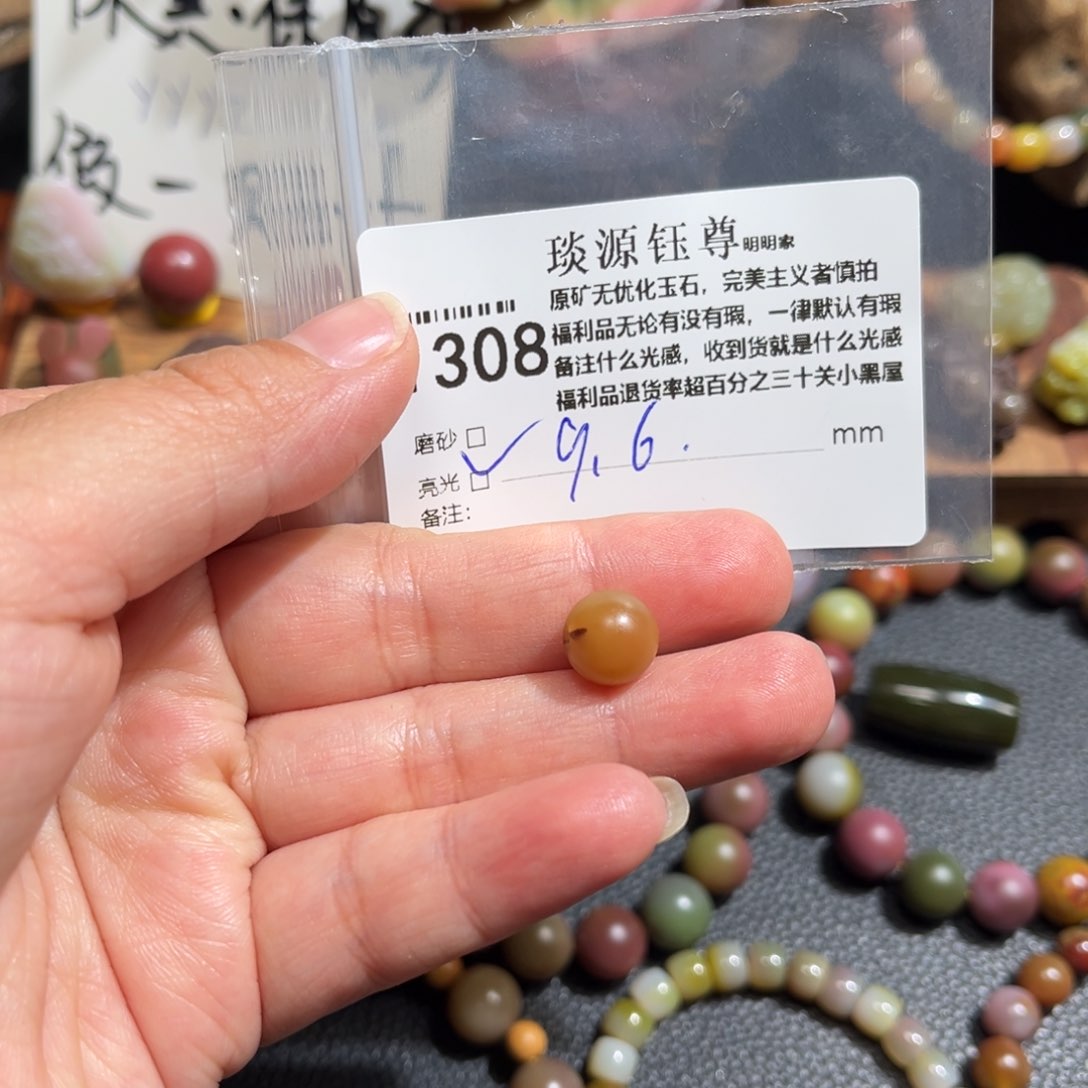 假一
琰源钰尊明明家
原矿无优化玉石，完美主义者慎拍
福利品无论有没有瑕，一律默认有瑕
308
备注什么光感，收到货就是什么光感
福利品退货率超百分之三十关小黑屋
磨砂 □
9.6. mm
亮光 □ ✓
备注：